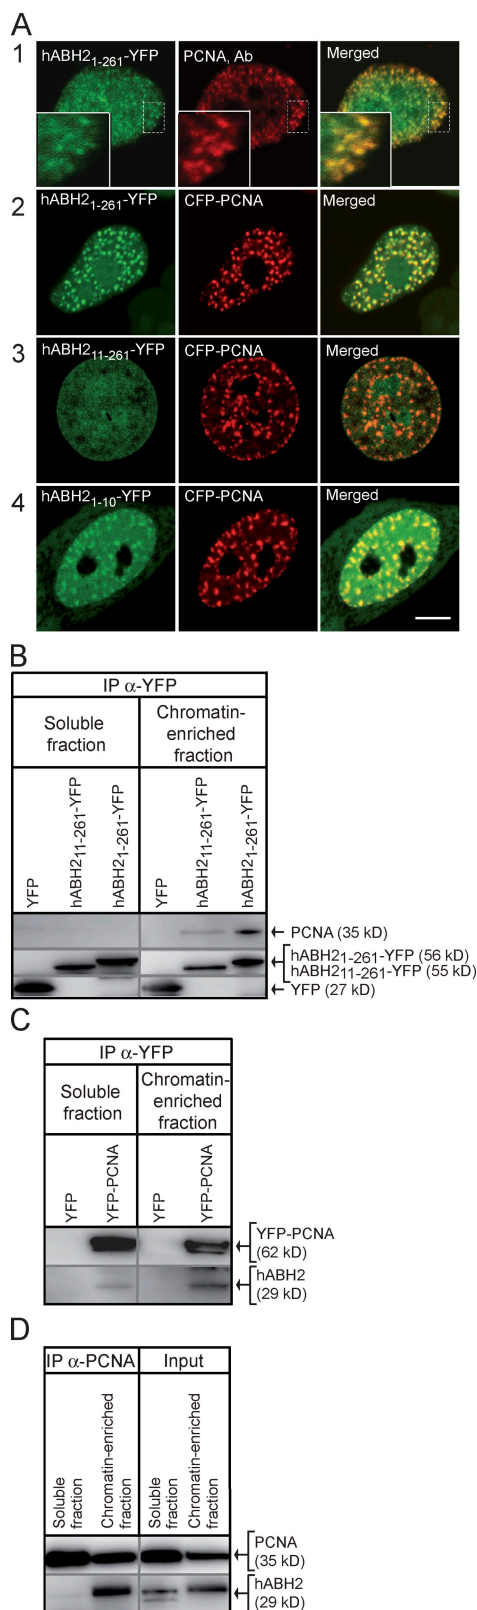 A
1
hABH21-261-YFP
PCNA, Ab
Merged
2
hABH21-261-YFP
CFP-PCNA
Merged
3
hABH211-261-YFP
CFP-PCNA
Merged
4
hABH21-10-YFP
CFP-PCNA
Merged
B
IP α-YFP
Soluble
fraction
Chromatin-
enriched
fraction
YFP
hABH211-261-YFP
hABH21-261-YFP
YFP
hABH211-261-YFP
hABH21-261-YFP
PCNA (35 kD)
hABH21-261-YFP (56 kD)
hABH211-261-YFP (55 kD)
YFP (27 kD)
C
IP α-YFP
Soluble
fraction
Chromatin-
enriched
fraction
YFP
YFP-PCNA
YFP
YFP-PCNA
YFP-PCNA
(62 kD)
hABH2
(29 kD)
D
IP α-PCNA
Input
Soluble
fraction
Chromatin-enriched
fraction
Soluble
fraction
Chromatin-enriched
fraction
PCNA
(35 kD)
hABH2
(29 kD)